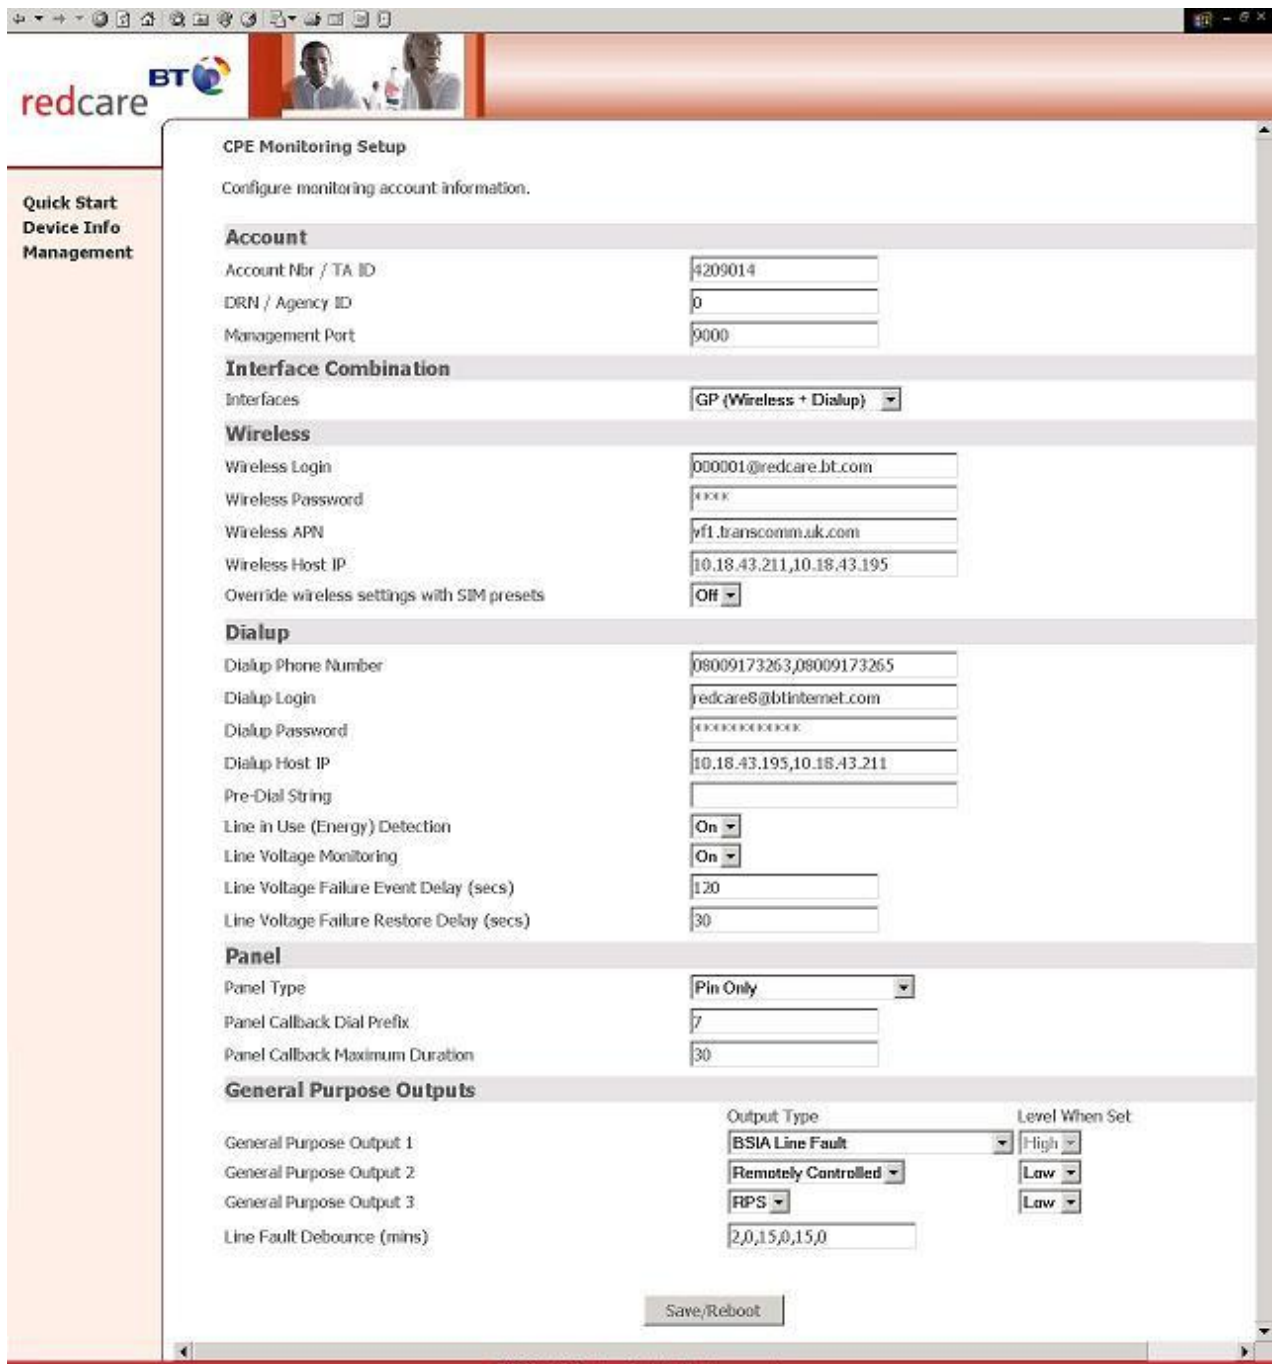 BT
redcare
CPE Monitoring Setup
Configure monitoring account information.
Quick Start
Device Info
Management
Account
Account Nbr / TA ID 4209014
DRN / Agency ID 0
Management Port 9000
Interface Combination
Interfaces GP (Wireless + Dialup)
Wireless
Wireless Login 000001@redcare.bt.com
Wireless Password ****
Wireless APN vf1.transcomm.uk.com
Wireless Host IP 10.18.43.211,10.18.43.195
Override wireless settings with SIM presets Off
Dialup
Dialup Phone Number 08009173263,08009173265
Dialup Login redcare8@btinternet.com
Dialup Password *************
Dialup Host IP 10.18.43.195,10.18.43.211
Pre-Dial String
Line in Use (Energy) Detection On
Line Voltage Monitoring On
Line Voltage Failure Event Delay (secs) 120
Line Voltage Failure Restore Delay (secs) 30
Panel
Panel Type Pin Only
Panel Callback Dial Prefix 7
Panel Callback Maximum Duration 30
General Purpose Outputs
Output Type Level When Set
General Purpose Output 1 BSIA Line Fault High
General Purpose Output 2 Remotely Controlled Low
General Purpose Output 3 RPS Low
Line Fault Debounce (mins) 2,0,15,0,15,0
Save/Reboot